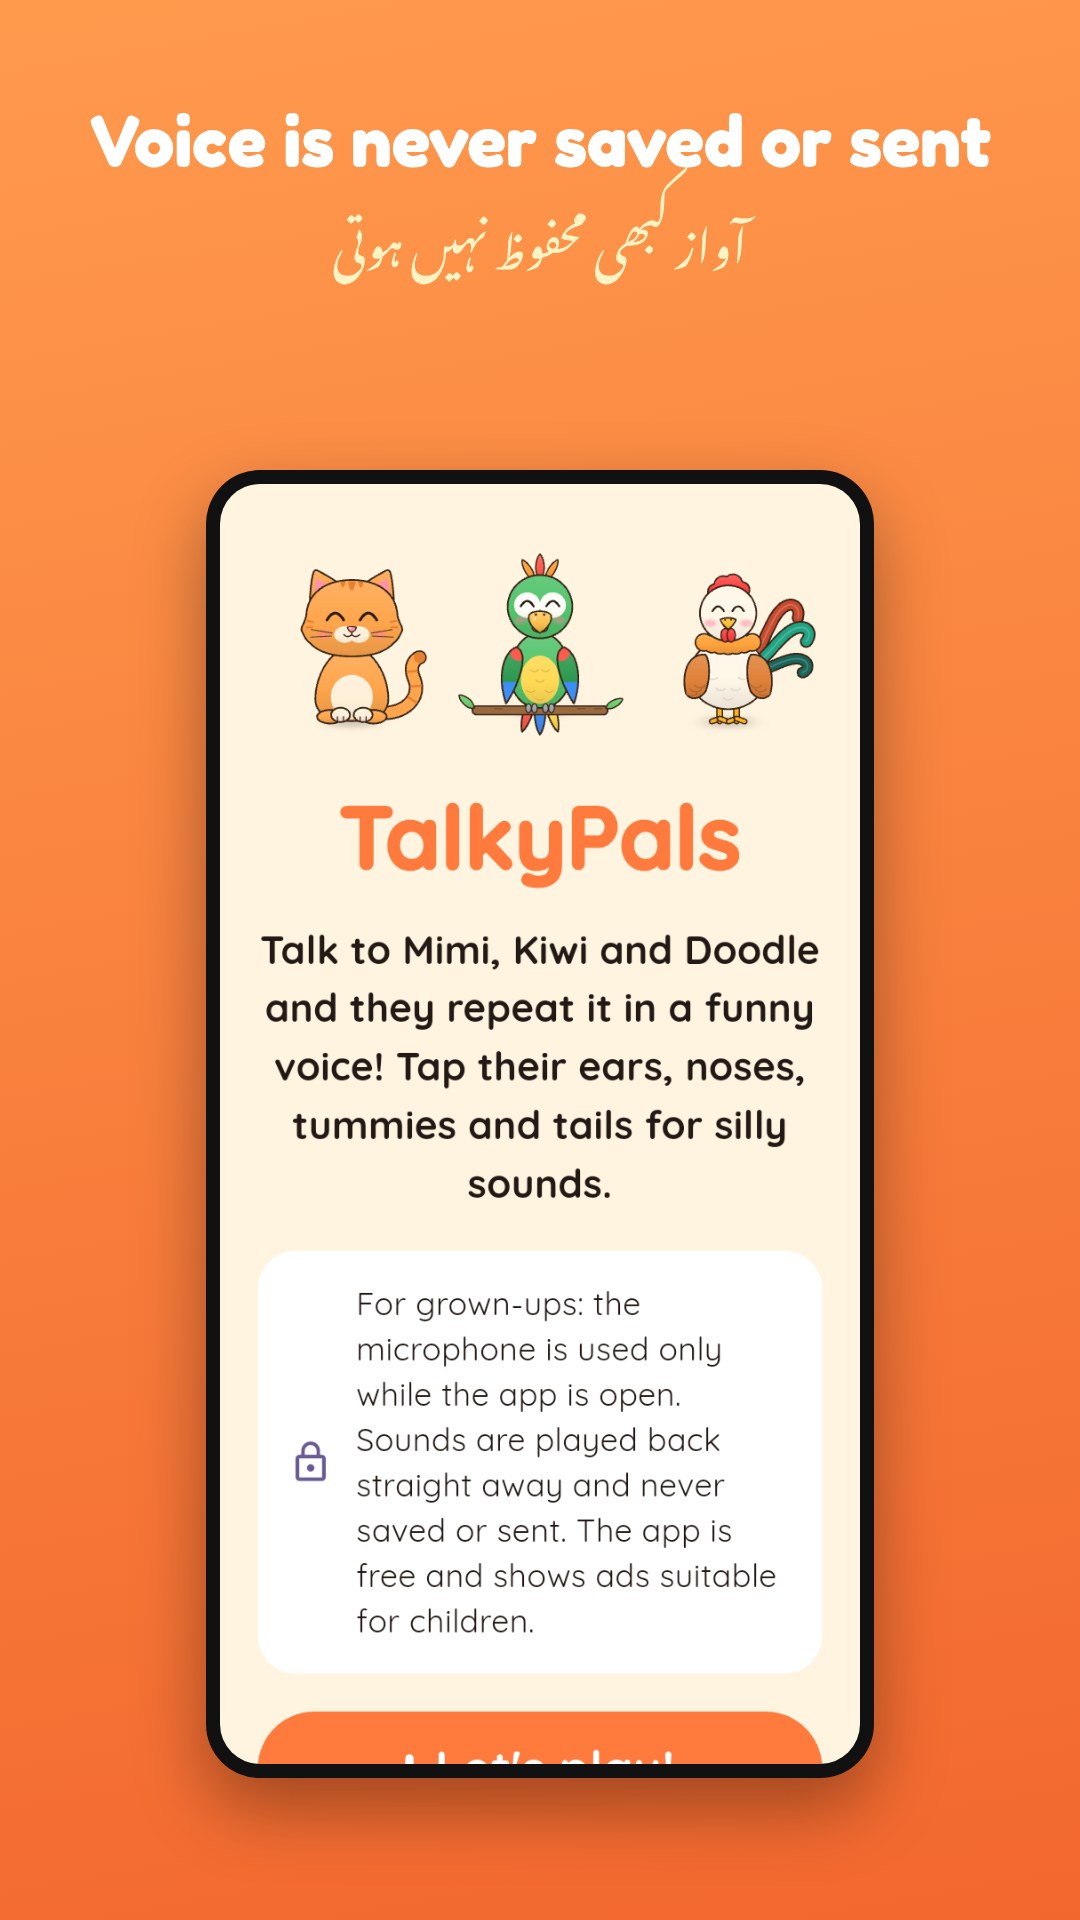 Voice is never saved or sent
آواز کبھی محفوظ نہیں ہوتی
TalkyPals
Talk to Mimi, Kiwi and Doodle
and they repeat it in a funny
voice! Tap their ears, noses,
tummies and tails for silly
sounds.
For grown-ups: the
microphone is used only
while the app is open.
Sounds are played back
straight away and never
saved or sent. The app is
free and shows ads suitable
for children.
Let's play!